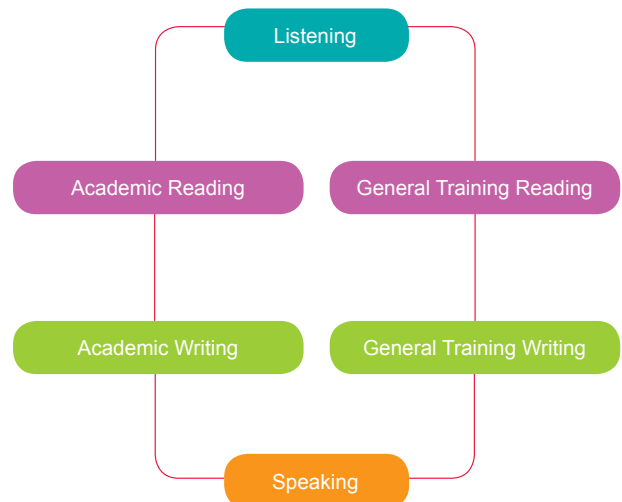 Listening
Academic Reading
General Training Reading
Academic Writing
General Training Writing
Speaking